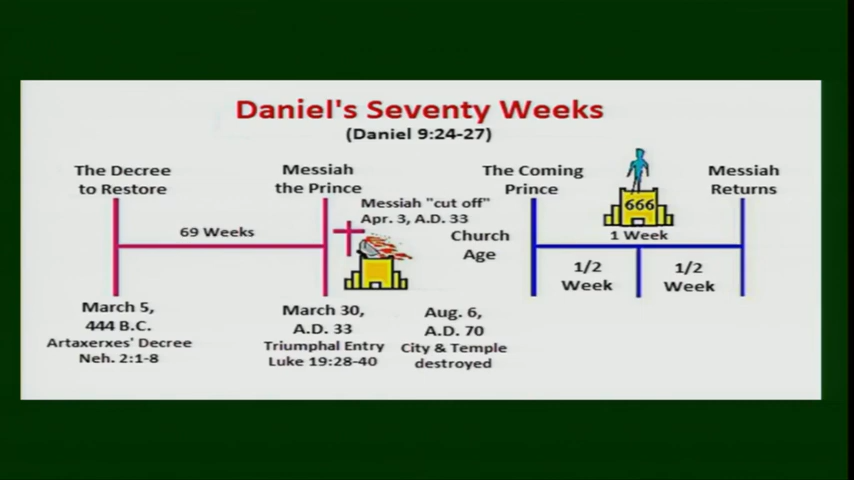 Daniel's Seventy Weeks
(Daniel 9:24-27)
The Decree
to Restore
Messiah
the Prince
The Coming
Prince
Messiah
Returns
Messiah "cut off"
Apr. 3, A.D. 33
666
69 Weeks
Church
Age
1 Week
1/2
Week
1/2
Week
March 5,
444 B.C.
Artaxerxes' Decree
Neh. 2:1-8
March 30,
A.D. 33
Triumphal Entry
Luke 19:28-40
Aug. 6,
A.D. 70
City & Temple
destroyed